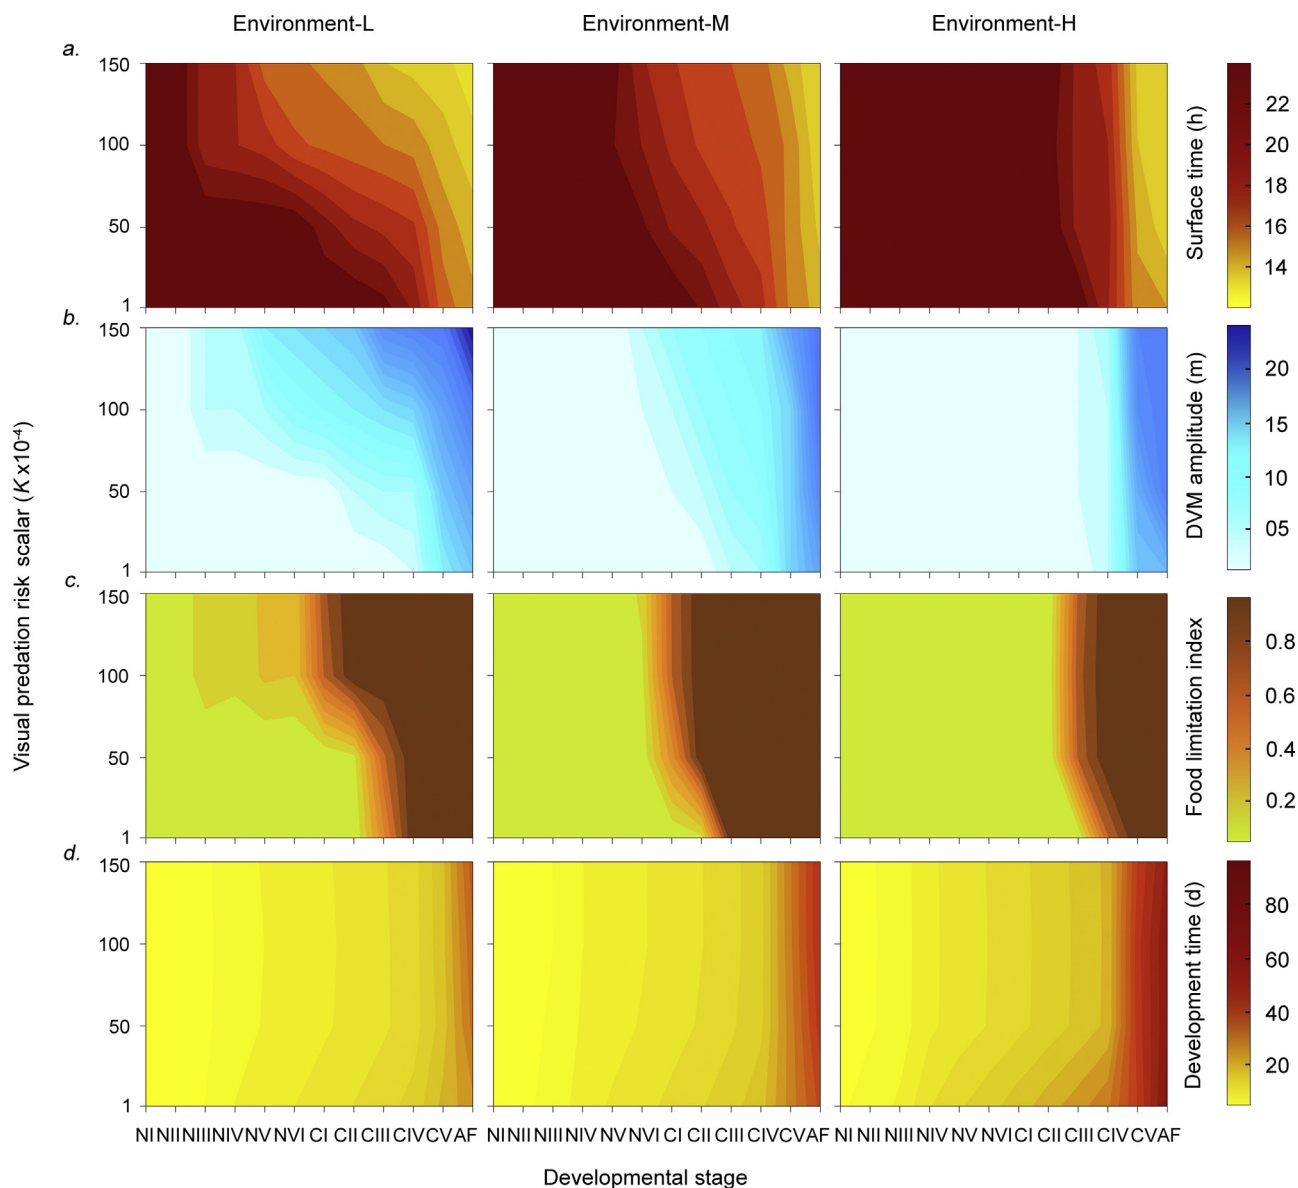 Environment-L Environment-M Environment-H
a.
150
100
50
1
22
20
18
16
14
Surface time (h)
b.
150
100
50
1
20
15
10
05
DVM amplitude (m)
Visual predation risk scalar (K x10-4)
c.
150
100
50
1
0.8
0.6
0.4
0.2
Food limitation index
d.
150
100
50
1
80
60
40
20
Development time (d)
NI NII NIII NIV NV NVI CI CII CIII CIV CV AF NI NII NIII NIV NV NVI CI CII CIII CIV CV AF NI NII NIII NIV NV NVI CI CII CIII CIV CV AF
Developmental stage